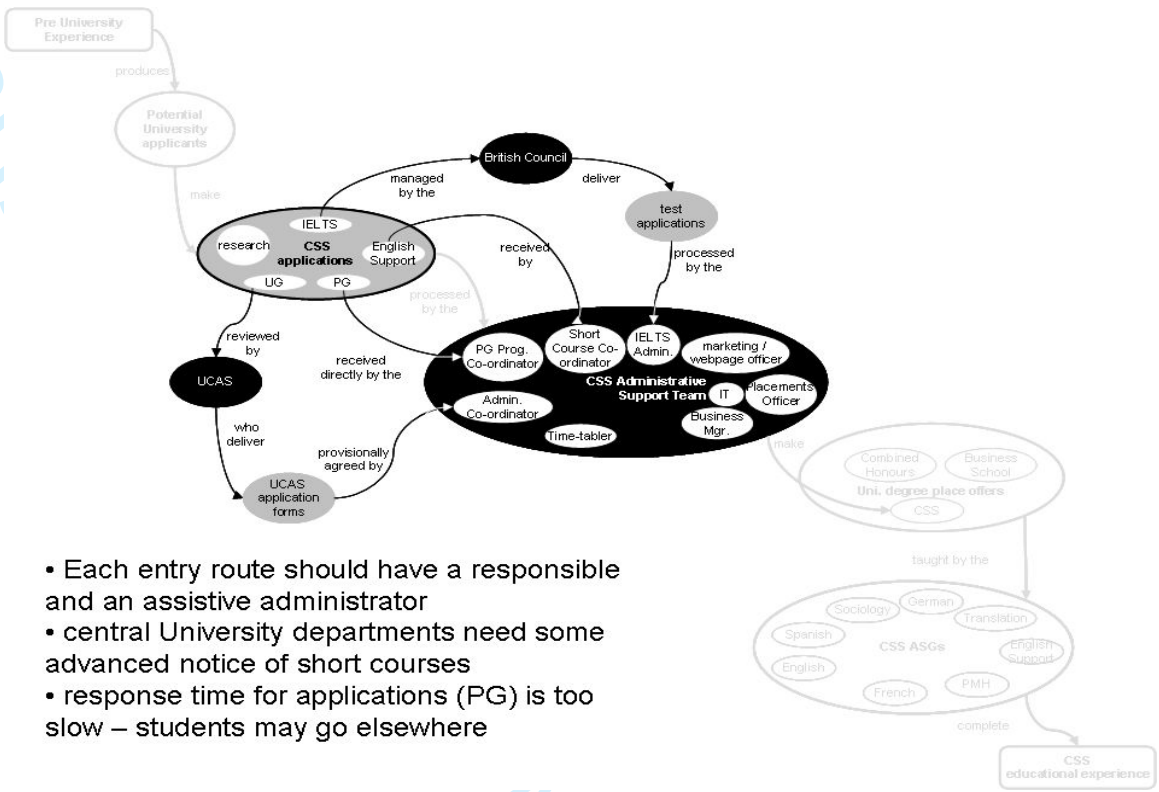 Pre University
Experience
produces
Potential
University
applicants
make
British Council
managed
by the
deliver
test
applications
IELTS
research
CSS
applications
English
Support
UG
PG
received
by
processed
by the
processed
by the
reviewed
by
UCAS
received
directly by the
PG Prog.
Co-ordinator
Short
Course Co-
ordinator
IELTS
Admin.
marketing /
webpage officer
CSS Administrative
Support Team
IT
Placements
Officer
Admin.
Co-ordinator
Business
Mgr.
Time-tabler
who
deliver
provisionally
agreed by
UCAS
application
forms
make
Combined
Honours
Business
School
Uni. degree place offers
CSS
taught by the
Sociology
German
Translation
Spanish
CSS ASGs
English
Support
English
French
PMH
complete
CSS
educational experience
• Each entry route should have a responsible
and an assistive administrator
• central University departments need some
advanced notice of short courses
• response time for applications (PG) is too
slow – students may go elsewhere